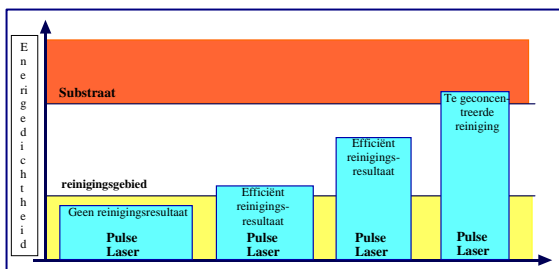 Enerigedichtheid
Substraat
reinigingsgebied
Geen reinigingsresultaat
Pulse
Laser
Efficiënt
reinigings-
resultaat
Pulse
Laser
Efficiënt
reinigings-
resultaat
Pulse
Laser
Te geconcen-
treerde
reiniging
Pulse
Laser